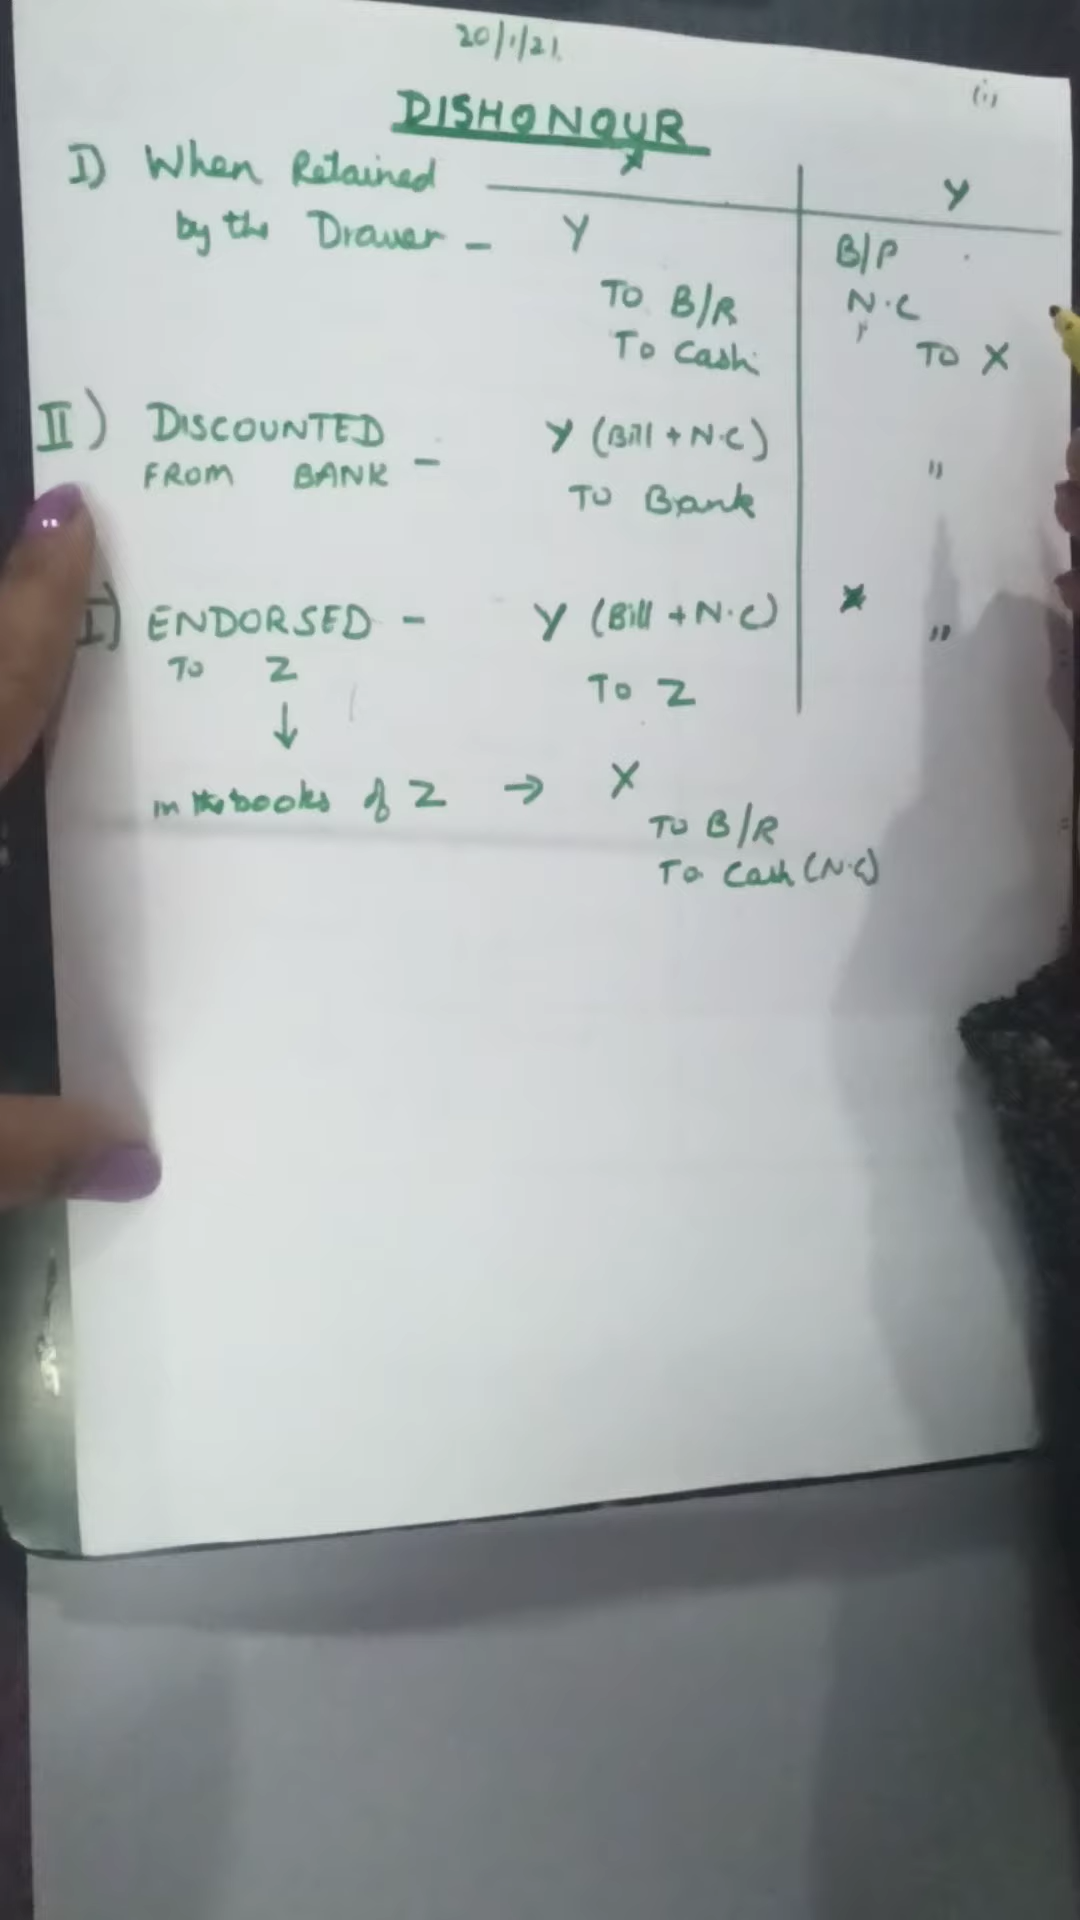 20/1/21.
(1)
DISHONOUR
X
Y
I) When Retained
by the Drawer - Y
To B/R
To Cash
B/P
N.C
To X
II) DISCOUNTED
FROM BANK -
Y (Bill + N.C)
To Bank
"
I) ENDORSED - Y (Bill + N.C)
To Z
To Z
"
↓
in the books of Z → X
To B/R
To Cash (N.C)